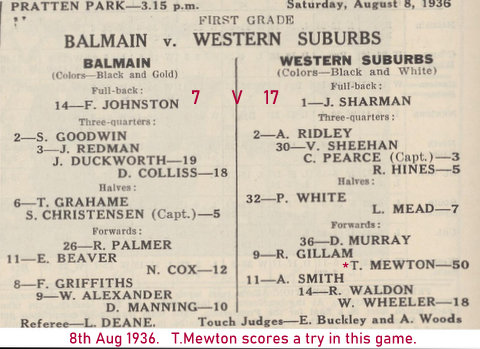 PRATTEN PARK—3.15 p.m. Saturday, August 8, 1936
FIRST GRADE
BALMAIN v. WESTERN SUBURBS
BALMAIN
(Colors—Black and Gold)
Full-back:
14—F. JOHNSTON
Three-quarters:
2—S. GOODWIN
3—J. REDMAN
J. DUCKWORTH—19
D. COLLISS—18
Halves:
6—T. GRAHAME
S. CHRISTENSEN (Capt.)—5
Forwards:
26—R. PALMER
11—E. BEAVER
N. COX—12
8—F. GRIFFITHS
9—W. ALEXANDER
D. MANNING—10
7 V 17
WESTERN SUBURBS
(Colors—Black and White)
Full-back:
1—J. SHARMAN
Three-quarters:
2—A. RIDLEY
30—V. SHEEHAN
C. PEARCE (Capt.)—3
R. HINES—5
Halves:
32—P. WHITE
L. MEAD—7
Forwards:
36—D. MURRAY
9—R. GILLAM
*T. MEWTON—50
11—A. SMITH
14—R. WALDON
W. WHEELER—18
Referee—L. DEANE. Touch Judges—E. Buckley and A. Woods
8th Aug 1936. T.Mewton scores a try in this game.